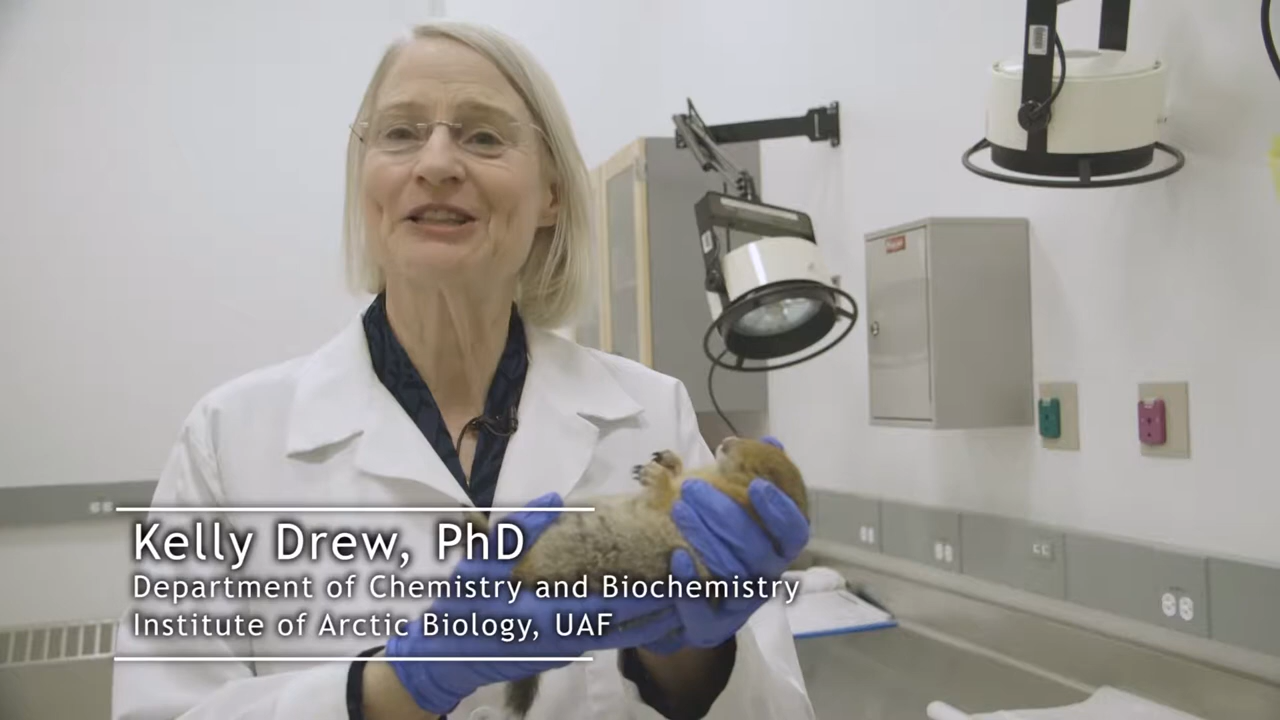 Kelly Drew, PhD
Department of Chemistry and Biochemistry
Institute of Arctic Biology, UAF